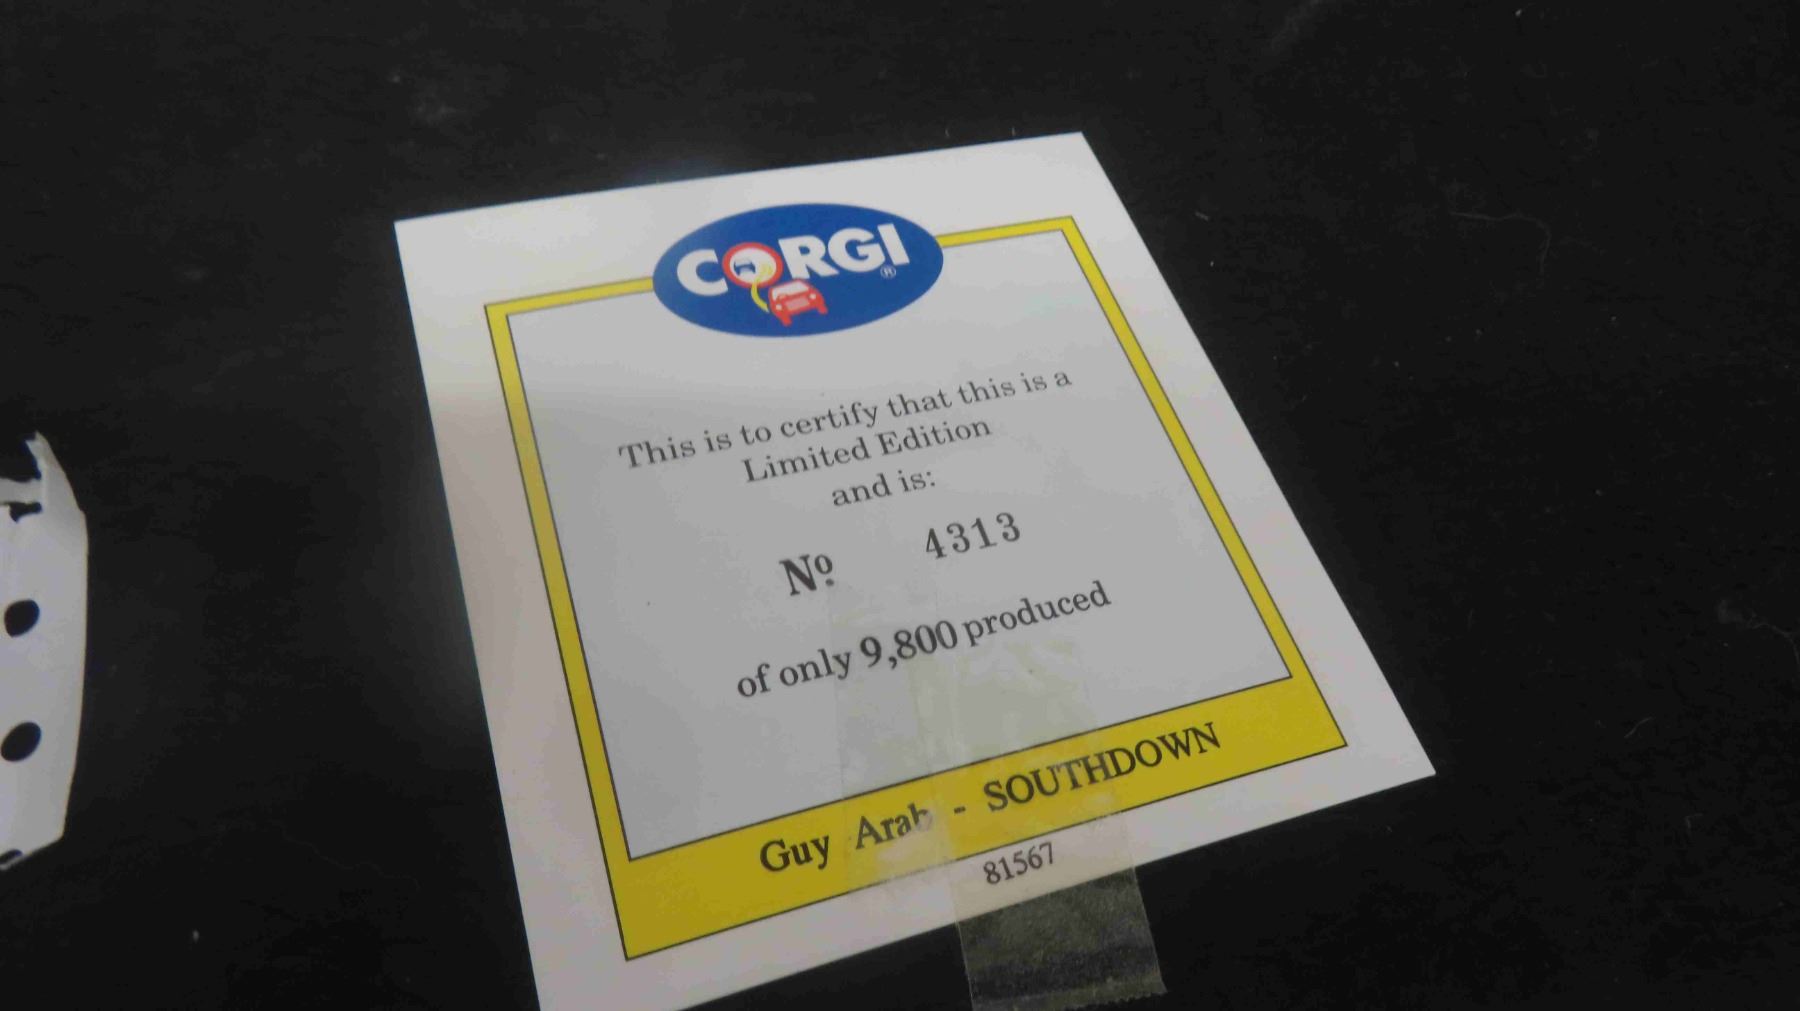 CORGI
®
This is to certify that this is a
Limited Edition
and is:
Nº 4313
of only 9,800 produced
Guy Arab - SOUTHDOWN
81567